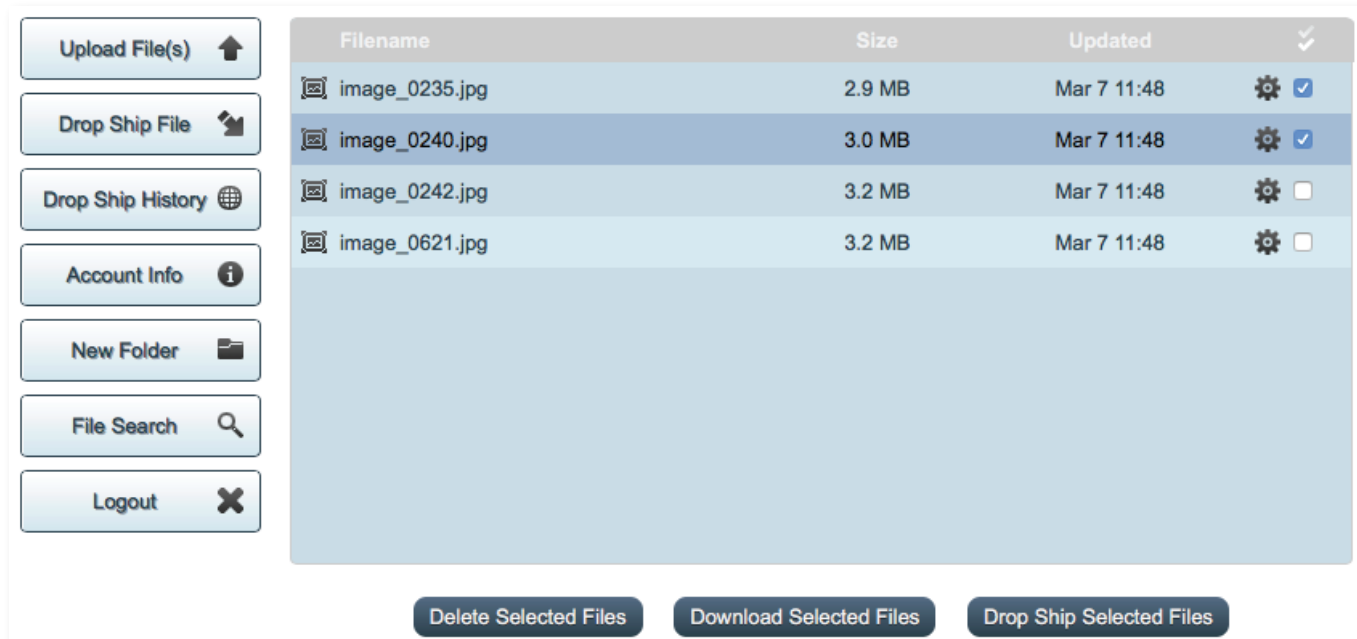 Upload File(s)
Drop Ship File
Drop Ship History
Account Info
New Folder
File Search
Logout
Filename Size Updated
image_0235.jpg 2.9 MB Mar 7 11:48
image_0240.jpg 3.0 MB Mar 7 11:48
image_0242.jpg 3.2 MB Mar 7 11:48
image_0621.jpg 3.2 MB Mar 7 11:48
Delete Selected Files Download Selected Files Drop Ship Selected Files